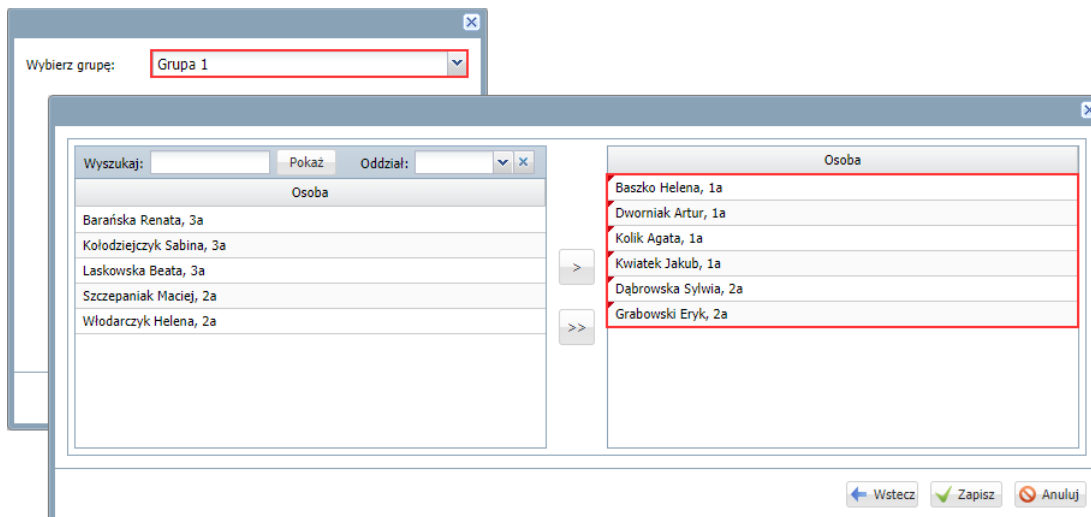 Wybierz grupę: Grupa 1
Wyszukaj: Pokaż Oddział:
Osoba
Barańska Renata, 3a
Kołodziejczyk Sabina, 3a
Laskowska Beata, 3a
Szczepaniak Maciej, 2a
Włodarczyk Helena, 2a
>
>>
Osoba
Baszko Helena, 1a
Dworniak Artur, 1a
Kolik Agata, 1a
Kwiatek Jakub, 1a
Dąbrowska Sylwia, 2a
Grabowski Eryk, 2a
Wstecz Zapisz Anuluj